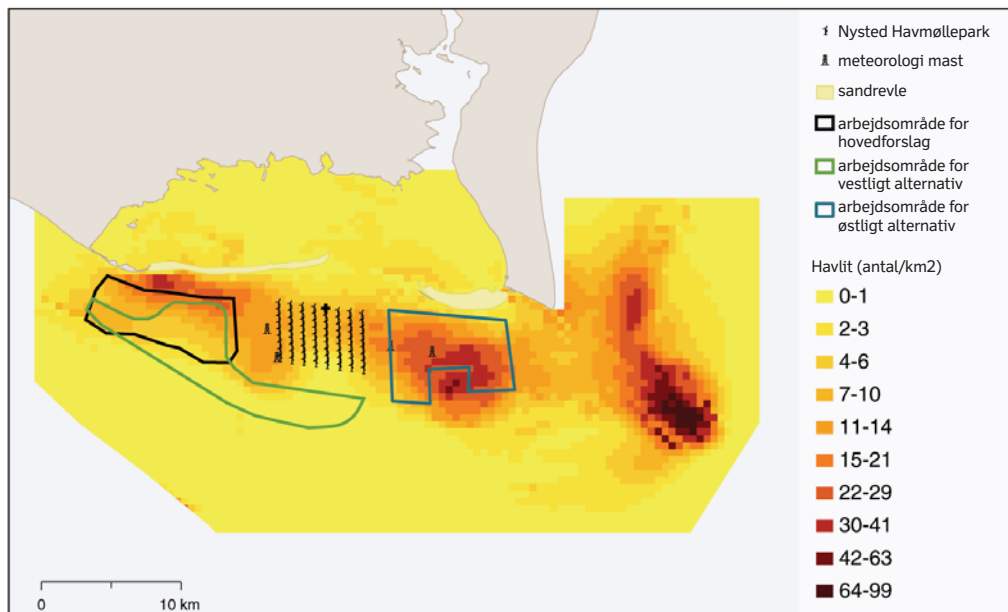 Nysted Havmøllepark
meteorologi mast
sandrevle
arbejdsområde for
hovedforslag
arbejdsområde for
vestligt alternativ
arbejdsområde for
østligt alternativ
Havlit (antal/km2)
0-1
2-3
4-6
7-10
11-14
15-21
22-29
30-41
42-63
64-99
0
10 km